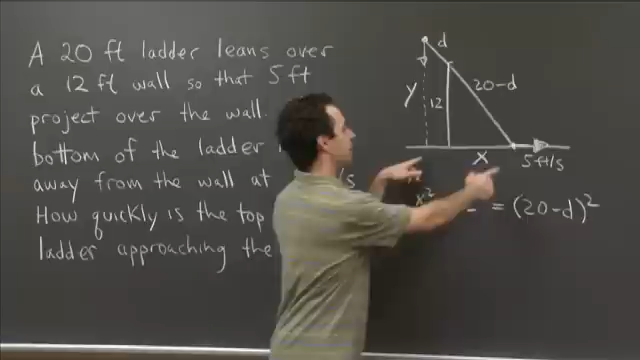 A 20 ft ladder leans over
a 12 ft wall so that 5 ft
project over the wall.
bottom of the ladder
away from the wall at /s
How quickly is the top
ladder approaching the
d
20-d
y
12
x
5 ft/s
x² = (20-d)²